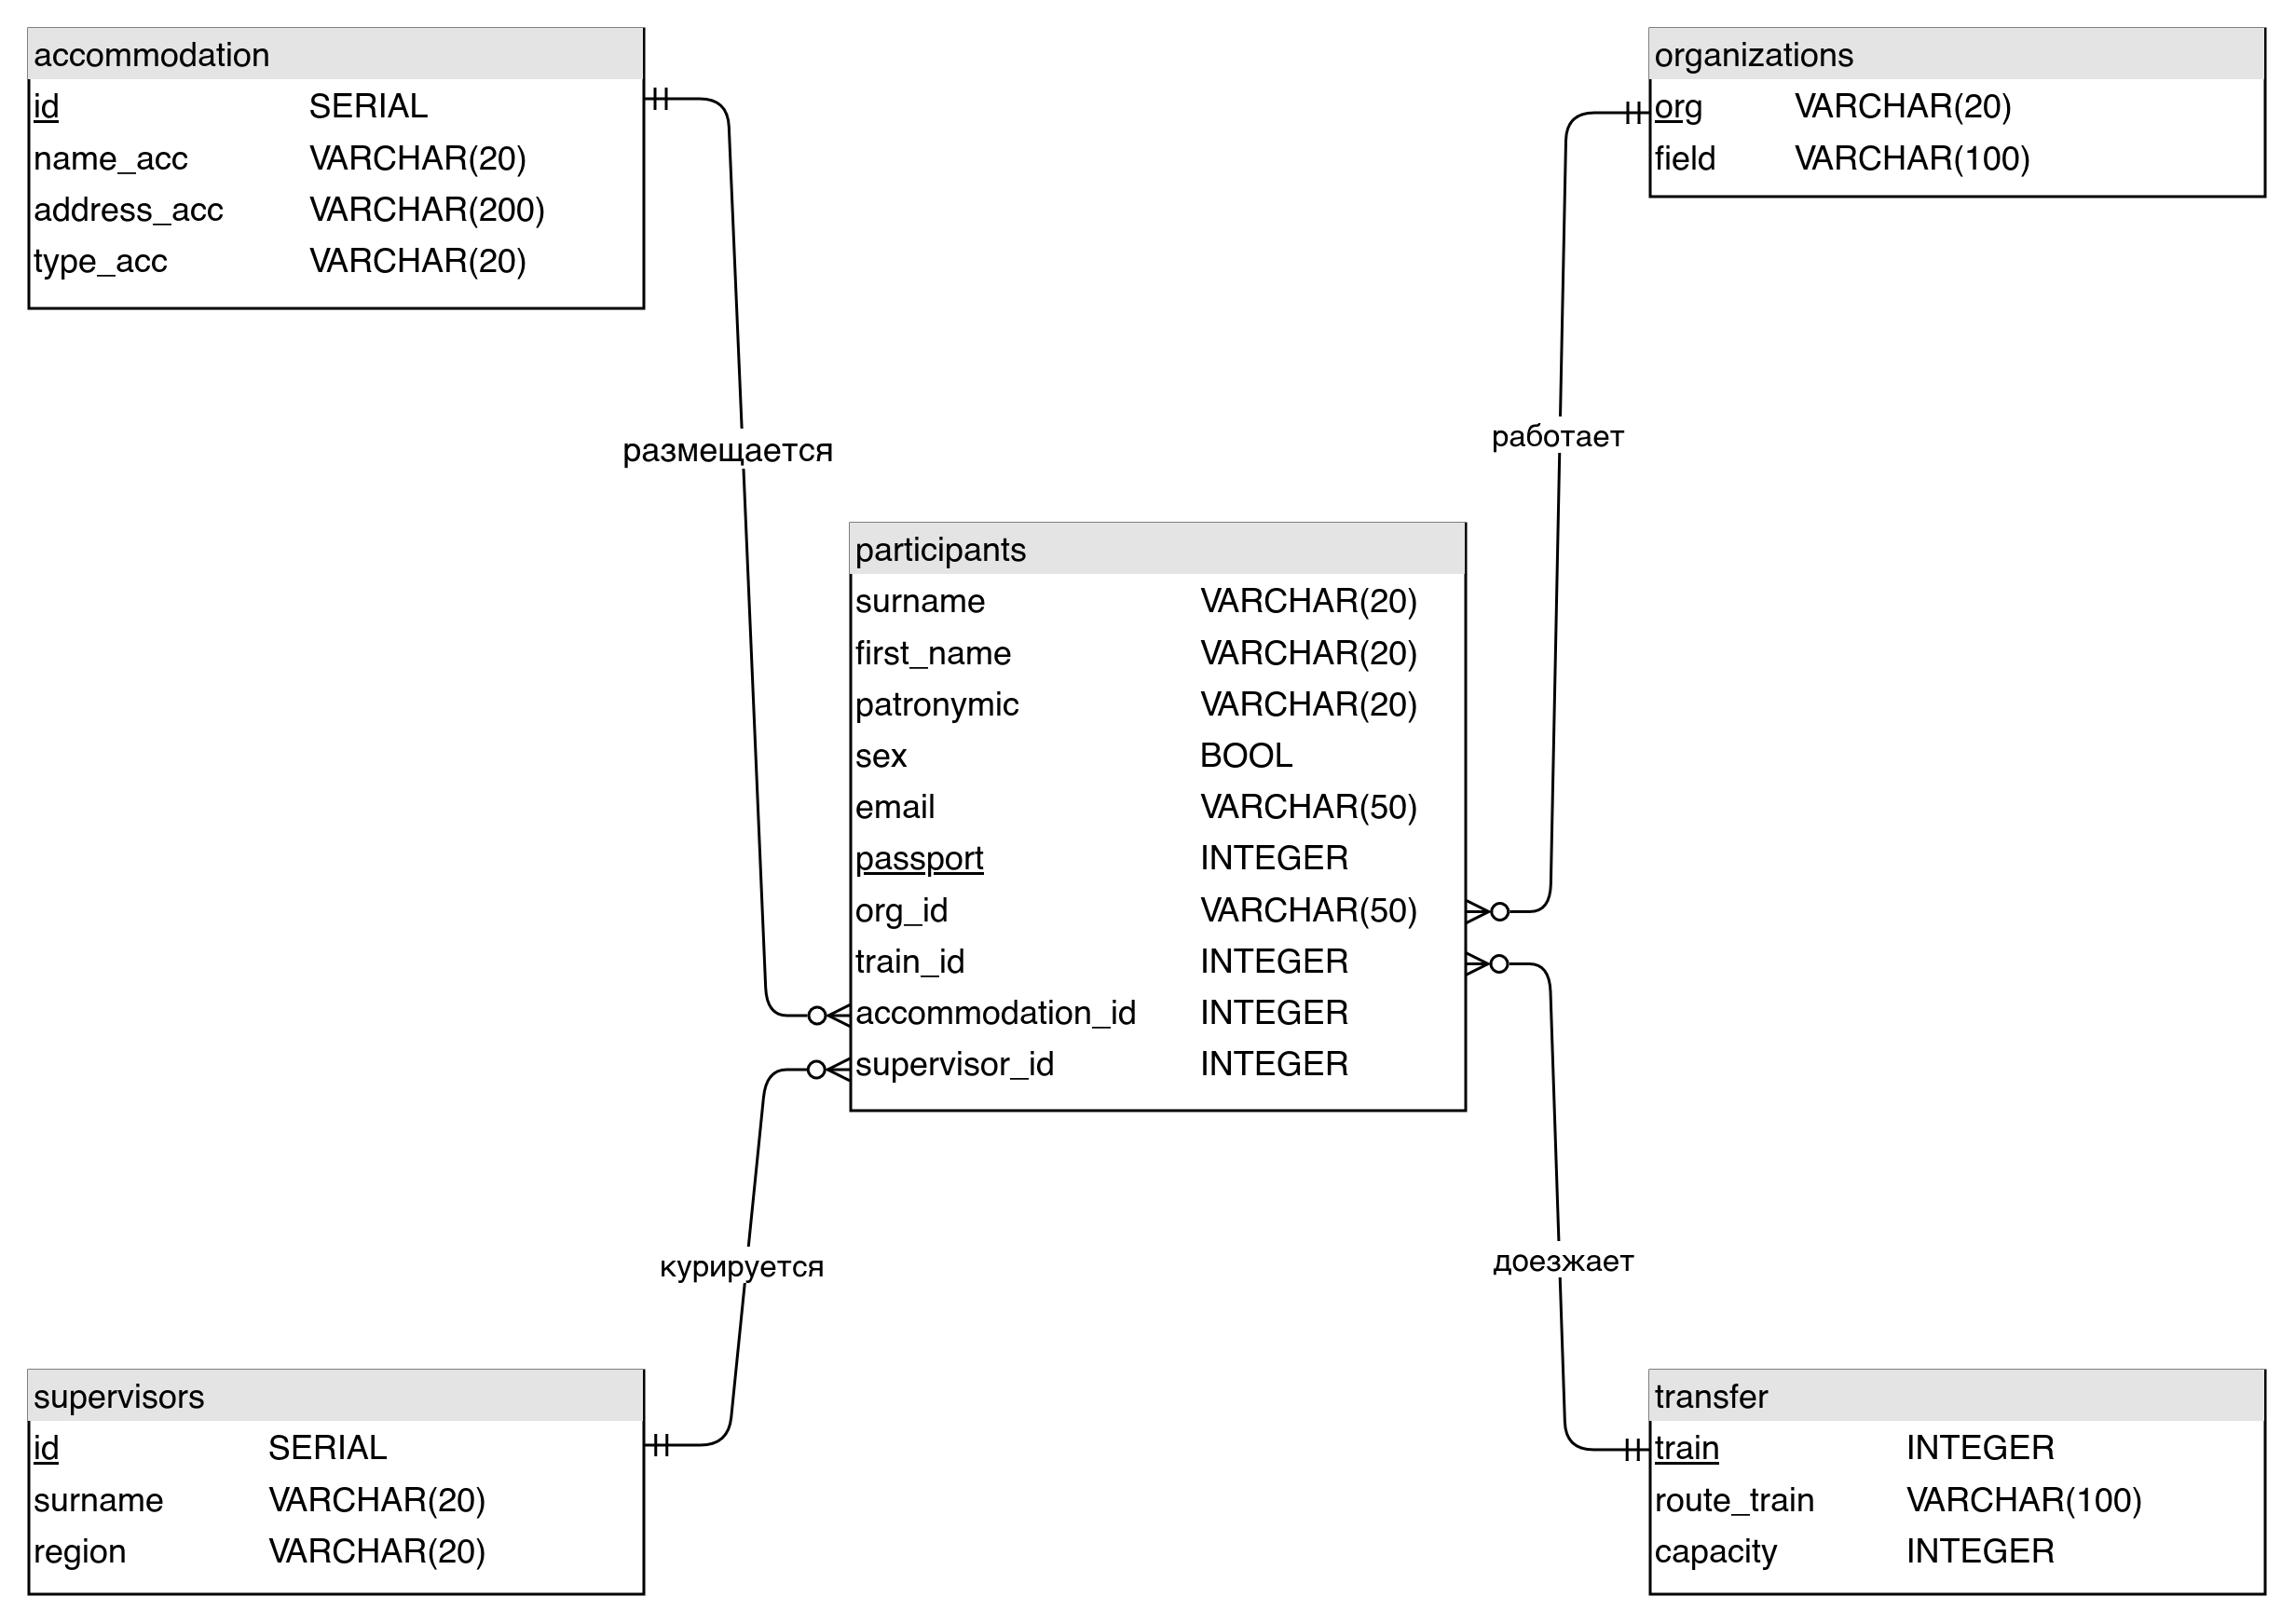 accommodation
id SERIAL
name_acc VARCHAR(20)
address_acc VARCHAR(200)
type_acc VARCHAR(20)
organizations
org VARCHAR(20)
field VARCHAR(100)
размещается
работает
participants
surname VARCHAR(20)
first_name VARCHAR(20)
patronymic VARCHAR(20)
sex BOOL
email VARCHAR(50)
passport INTEGER
org_id VARCHAR(50)
train_id INTEGER
accommodation_id INTEGER
supervisor_id INTEGER
курируется
доезжает
supervisors
id SERIAL
surname VARCHAR(20)
region VARCHAR(20)
transfer
train INTEGER
route_train VARCHAR(100)
capacity INTEGER